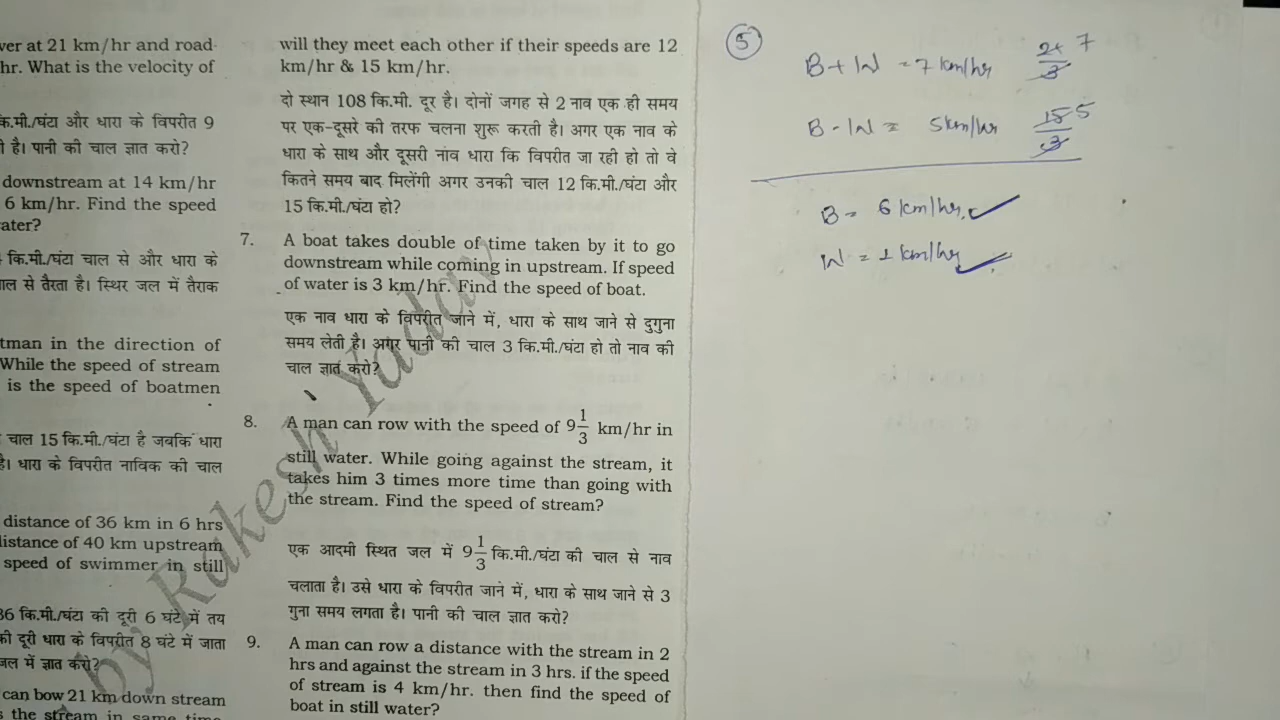 ver at 21 km/hr and road-
hr. What is the velocity of
कि.मी./घंटा और धारा के विपरीत 9
ी है। पानी की चाल ज्ञात करो?
downstream at 14 km/hr
6 km/hr. Find the speed
ater?
कि.मी./घंटा चाल से और धारा के
ाल से तैरता है। स्थिर जल में तैराक
tman in the direction of
While the speed of stream
is the speed of boatmen
चाल 15 कि.मी./घंटा है जबकि धारा
है। धारा के विपरीत नाविक की चाल
distance of 36 km in 6 hrs
distance of 40 km upstream
speed of swimmer in still
36 कि.मी./घंटा की दूरी 6 घंटे में तय
की दूरी धारा के विपरीत 8 घंटे में जाता
जल में ज्ञात करो?
can bow 21 km down stream
s the stream in same time
will they meet each other if their speeds are 12
km/hr & 15 km/hr.
दो स्थान 108 कि.मी. दूर है। दोनों जगह से 2 नाव एक ही समय
पर एक-दूसरे की तरफ चलना शुरू करती है। अगर एक नाव के
धारा के साथ और दूसरी नाव धारा कि विपरीत जा रही हो तो वे
कितने समय बाद मिलेंगी अगर उनकी चाल 12 कि.मी./घंटा और
15 कि.मी./घंटा हो?
7. A boat takes double of time taken by it to go
downstream while coming in upstream. If speed
of water is 3 km/hr. Find the speed of boat.
एक नाव धारा के विपरीत जाने में, धारा के साथ जाने से दुगुना
समय लेती है। अगर पानी की चाल 3 कि.मी./घंटा हो तो नाव की
चाल ज्ञात करो?
8. A man can row with the speed of 9 1/3 km/hr in
still water. While going against the stream, it
takes him 3 times more time than going with
the stream. Find the speed of stream?
एक आदमी स्थित जल में 9 1/3 कि.मी./घंटा की चाल से नाव
चलाता है। उसे धारा के विपरीत जाने में, धारा के साथ जाने से 3
गुना समय लगता है। पानी की चाल ज्ञात करो?
9. A man can row a distance with the stream in 2
hrs and against the stream in 3 hrs. if the speed
of stream is 4 km/hr. then find the speed of
boat in still water?
by Rakesh Yadav
5
B+W = 7 km/hr 21/3 7
B-W = 5km/hr 15/3 5
B = 6 km/hr.
W = 1 km/hr